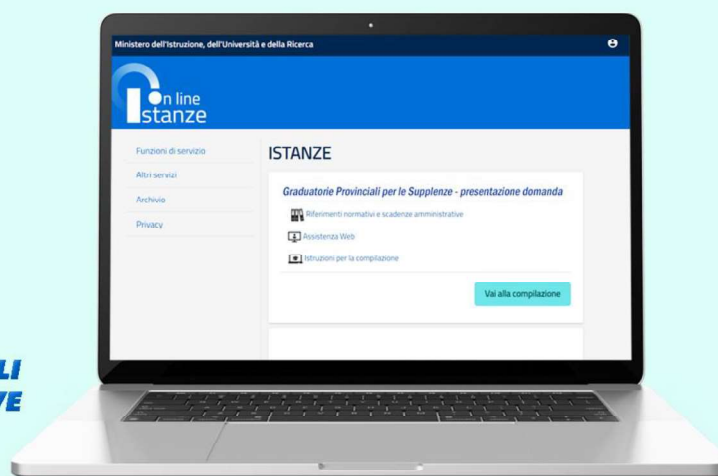 Ministero dell'Istruzione, dell'Università e della Ricerca
on line
Istanze
Funzioni di servizio
Altri servizi
Archivio
Privacy
ISTANZE
Graduatorie Provinciali per le Supplenze - presentazione domanda
Riferimenti normativi e scadenze amministrative
Assistenza Web
Istruzioni per la compilazione
Vai alla compilazione
LI
VE